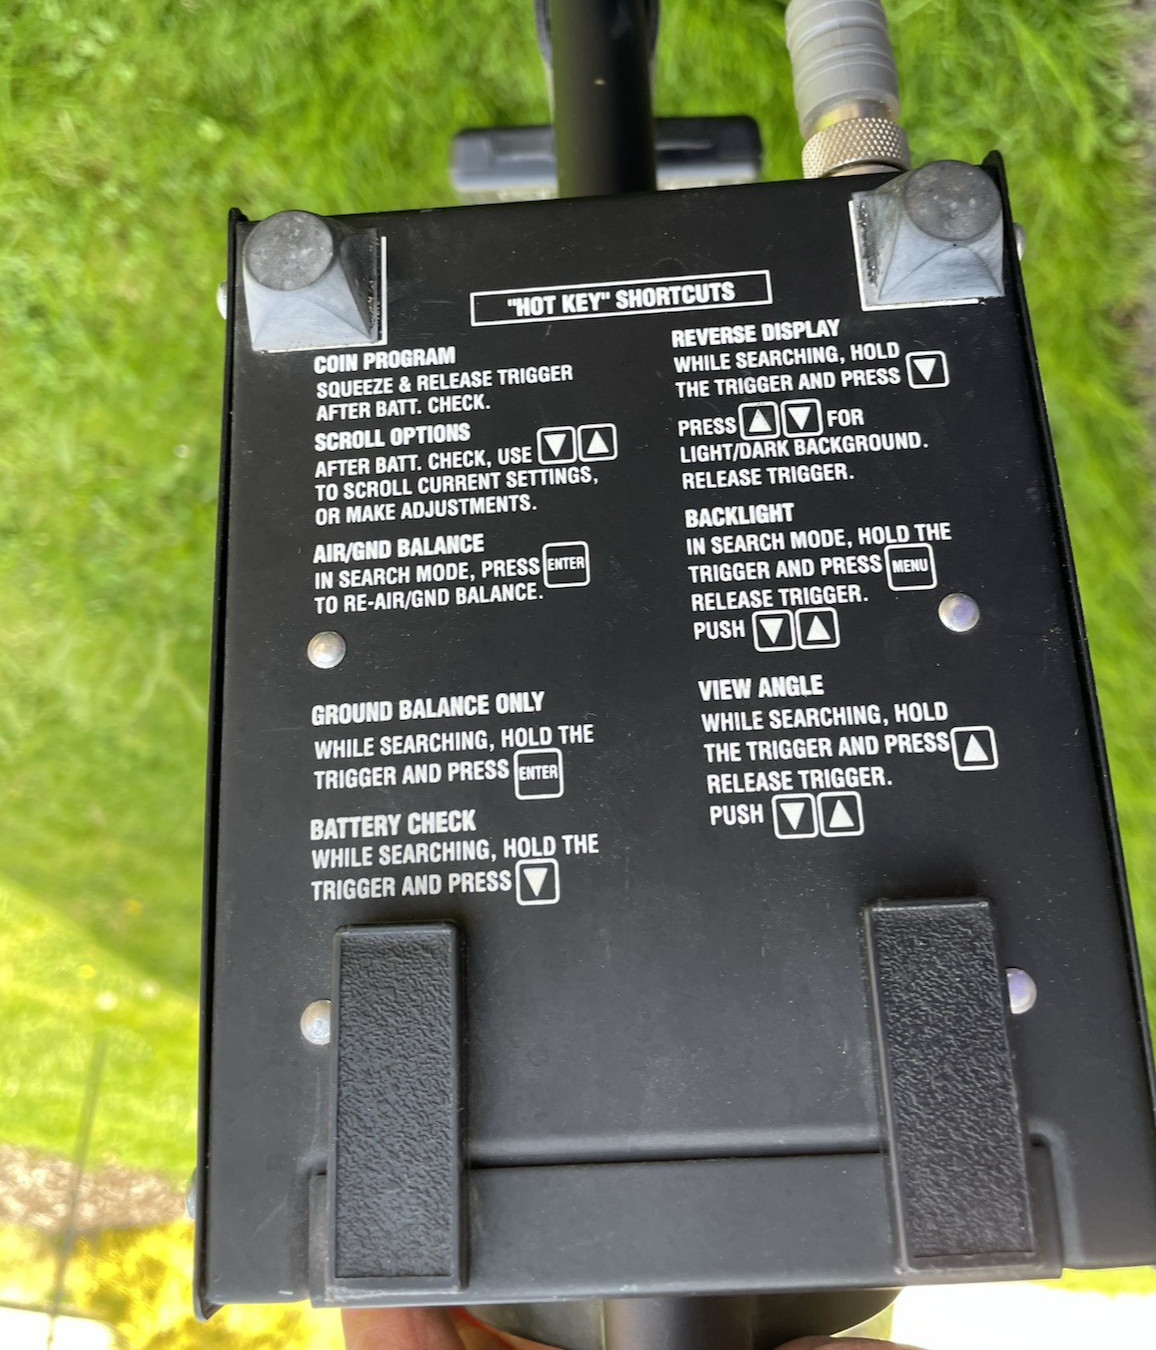 "HOT KEY" SHORTCUTS
COIN PROGRAM
SQUEEZE & RELEASE TRIGGER
AFTER BATT. CHECK.
SCROLL OPTIONS
AFTER BATT. CHECK, USE ▼ ▲
TO SCROLL CURRENT SETTINGS,
OR MAKE ADJUSTMENTS.
AIR/GND BALANCE
IN SEARCH MODE, PRESS ENTER
TO RE-AIR/GND BALANCE.
GROUND BALANCE ONLY
WHILE SEARCHING, HOLD THE
TRIGGER AND PRESS ENTER
BATTERY CHECK
WHILE SEARCHING, HOLD THE
TRIGGER AND PRESS ▼
REVERSE DISPLAY
WHILE SEARCHING, HOLD
THE TRIGGER AND PRESS ▼
PRESS ▲ ▼ FOR
LIGHT/DARK BACKGROUND.
RELEASE TRIGGER.
BACKLIGHT
IN SEARCH MODE, HOLD THE
TRIGGER AND PRESS MENU
RELEASE TRIGGER.
PUSH ▼ ▲
VIEW ANGLE
WHILE SEARCHING, HOLD
THE TRIGGER AND PRESS ▲
RELEASE TRIGGER.
PUSH ▼ ▲